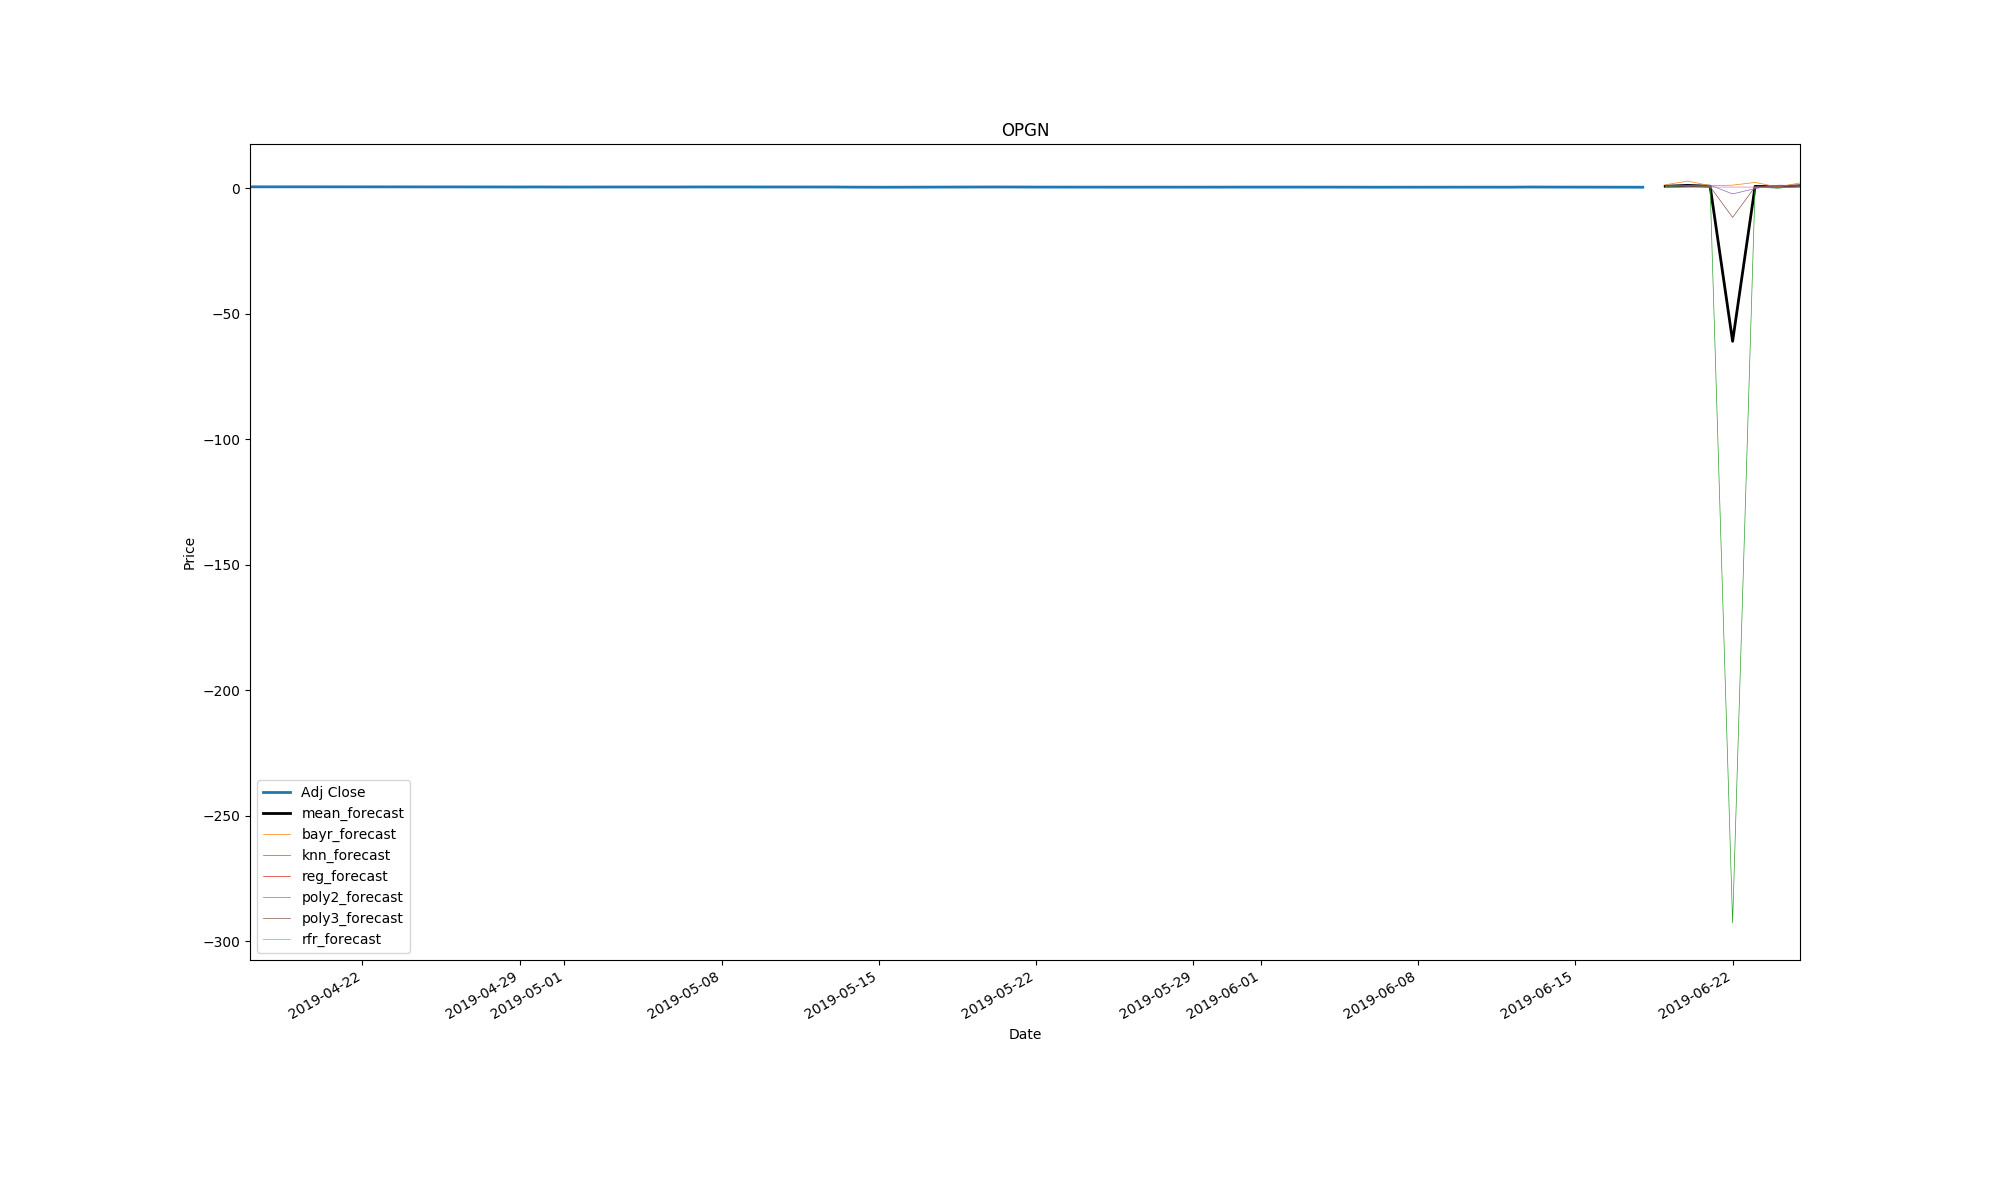 OPGN
0
−50
−100
−150
−200
−250
−300
Price
Adj Close
mean_forecast
bayr_forecast
knn_forecast
reg_forecast
poly2_forecast
poly3_forecast
rfr_forecast
2019-04-22
2019-04-29
2019-05-01
2019-05-08
2019-05-15
2019-05-22
2019-05-29
2019-06-01
2019-06-08
2019-06-15
2019-06-22
Date